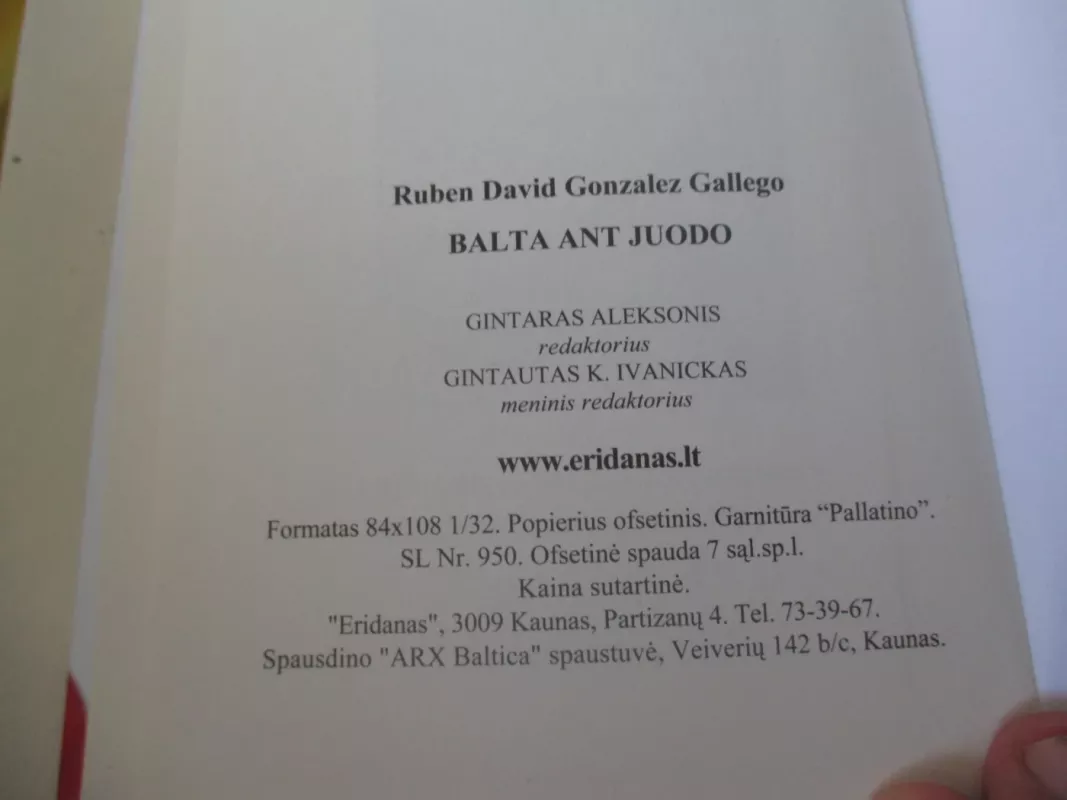 Ruben David Gonzalez Gallego
BALTA ANT JUODO
GINTARAS ALEKSONIS
redaktorius
GINTAUTAS K. IVANICKAS
meninis redaktorius
www.eridanas.lt
Formatas 84x108 1/32. Popierius ofsetinis. Garnitūra “Pallatino”.
SL Nr. 950. Ofsetinė spauda 7 sąl.sp.l.
Kaina sutartinė.
"Eridanas", 3009 Kaunas, Partizanų 4. Tel. 73-39-67.
Spausdino "ARX Baltica" spaustuvė, Veiverių 142 b/c, Kaunas.